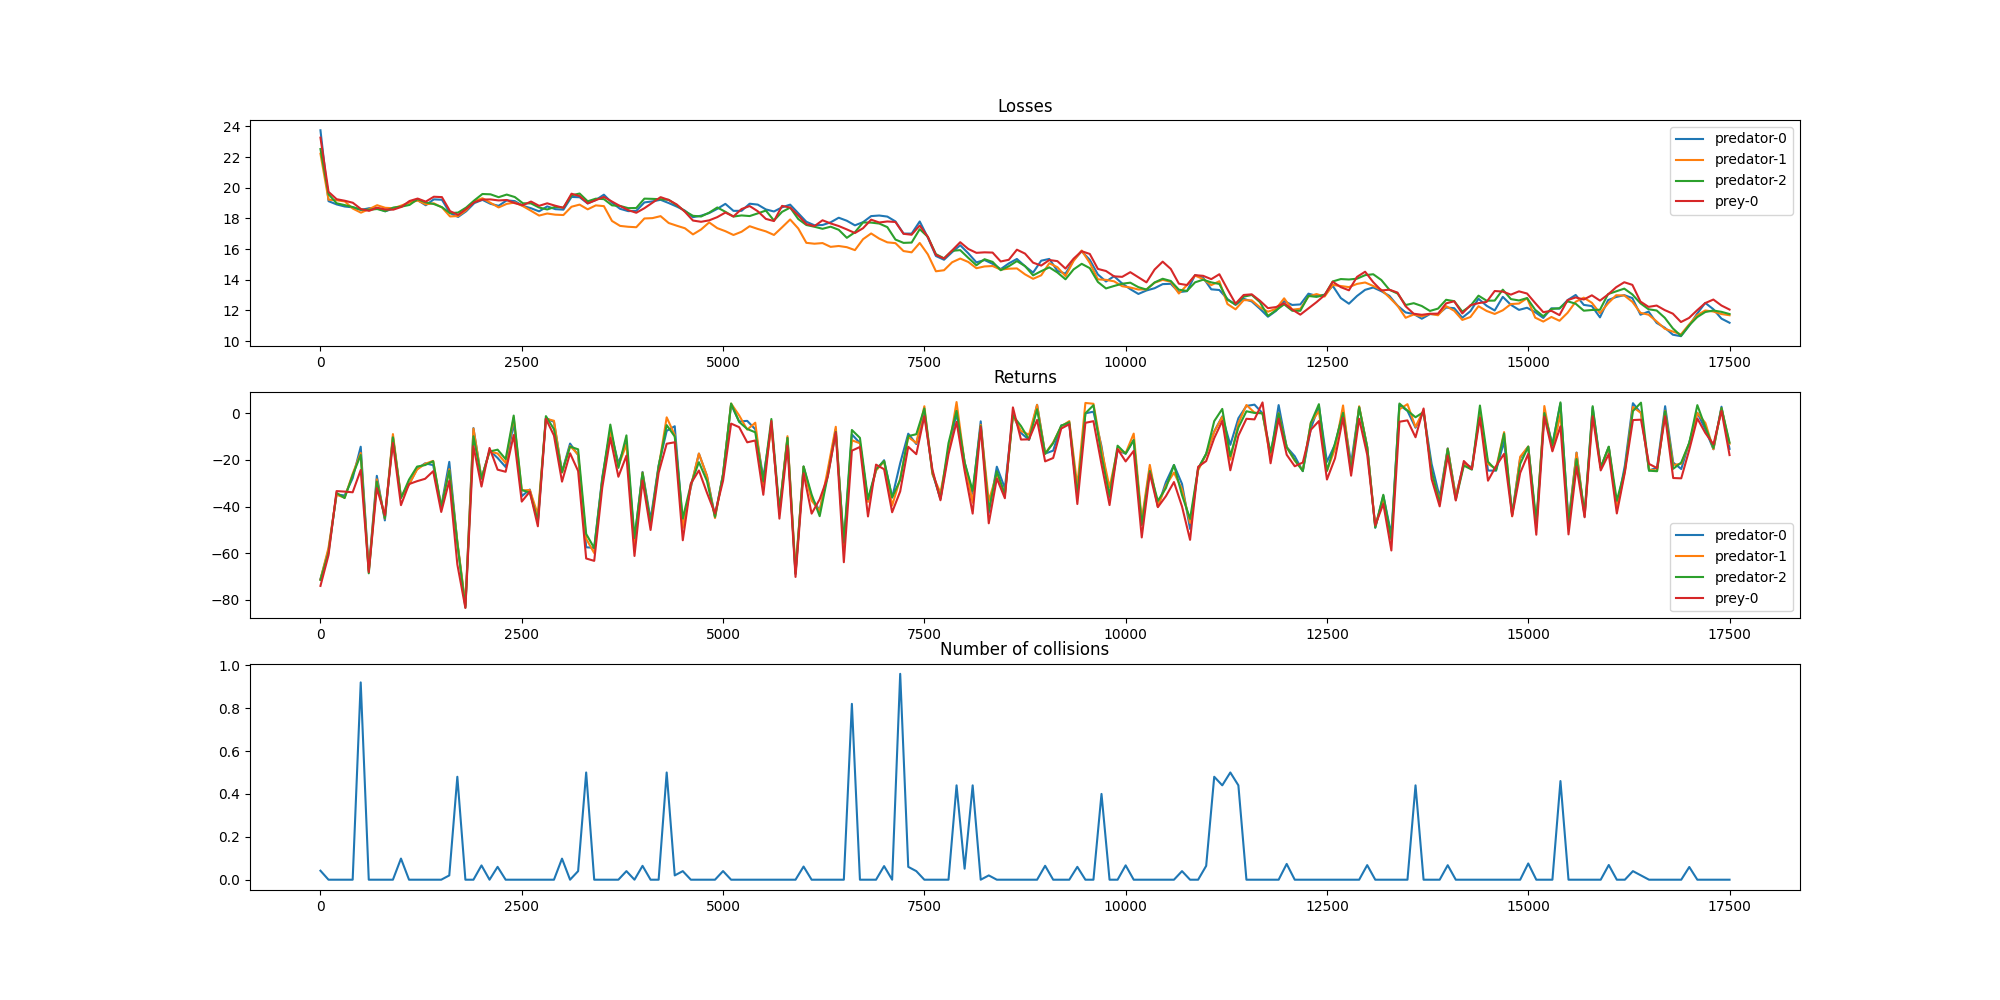 Losses
24
22
20
18
16
14
12
10
predator-0
predator-1
predator-2
prey-0
0 2500 5000 7500 10000 12500 15000 17500
Returns
0
−20
−40
−60
−80
predator-0
predator-1
predator-2
prey-0
0 2500 5000 7500 10000 12500 15000 17500
Number of collisions
1.0
0.8
0.6
0.4
0.2
0.0
0 2500 5000 7500 10000 12500 15000 17500